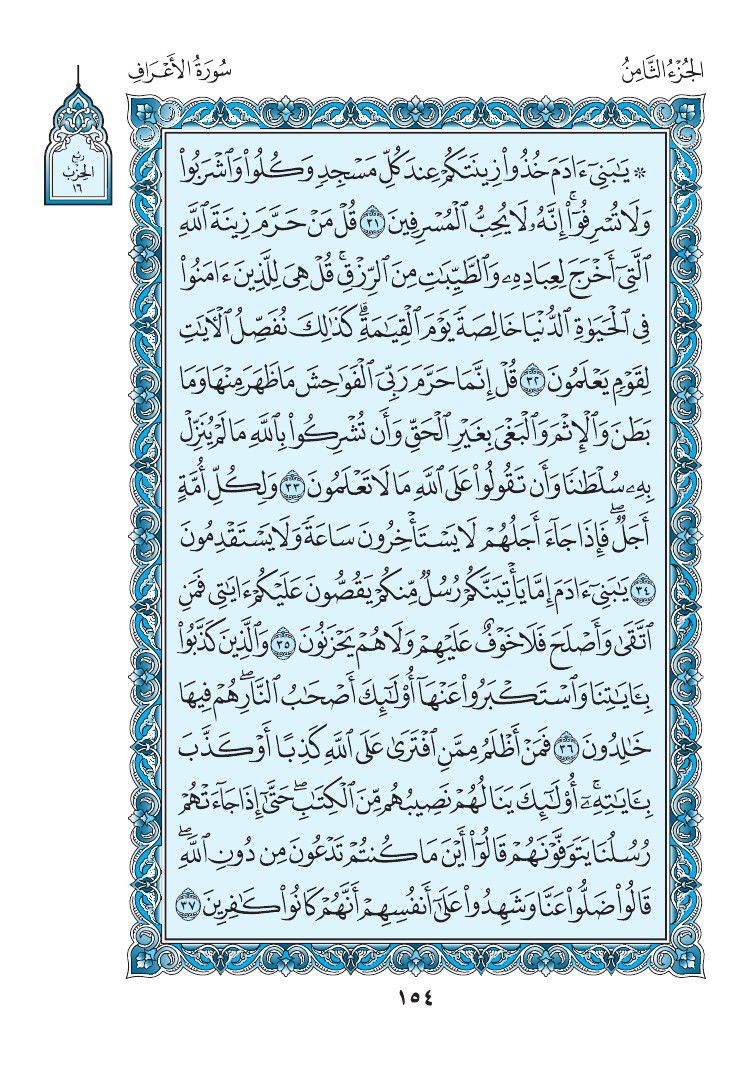 الجُزْءُ الثَّامِنُ
سُورَةُ الأَعْرَافِ
رُبع
الحِزْب
١٦
۞ يَٰبَنِىٓ ءَادَمَ خُذُواْ زِينَتَكُمْ عِندَ كُلِّ مَسْجِدٖ وَكُلُواْ وَٱشْرَبُواْ
وَلَا تُسْرِفُوٓاْۚ إِنَّهُۥ لَا يُحِبُّ ٱلْمُسْرِفِينَ ٣١ قُلْ مَنْ حَرَّمَ زِينَةَ ٱللَّهِ
ٱلَّتِىٓ أَخْرَجَ لِعِبَادِهِۦ وَٱلطَّيِّبَٰتِ مِنَ ٱلرِّزْقِۚ قُلْ هِىَ لِلَّذِينَ ءَامَنُواْ
فِى ٱلْحَيَوٰةِ ٱلدُّنْيَا خَالِصَةٗ يَوْمَ ٱلْقِيَٰمَةِۗ كَذَٰلِكَ نُفَصِّلُ ٱلْأٓيَٰتِ
لِقَوْمٖ يَعْلَمُونَ ٣٢ قُلْ إِنَّمَا حَرَّمَ رَبِّىَ ٱلْفَوَٰحِشَ مَا ظَهَرَ مِنْهَا وَمَا
بَطَنَ وَٱلْإِثْمَ وَٱلْبَغْىَ بِغَيْرِ ٱلْحَقِّ وَأَن تُشْرِكُواْ بِٱللَّهِ مَا لَمْ يُنَزِّلْ
بِهِۦ سُلْطَٰنٗا وَأَن تَقُولُواْ عَلَى ٱللَّهِ مَا لَا تَعْلَمُونَ ٣٣ وَلِكُلِّ أُمَّةٍ
أَجَلٞۖ فَإِذَا جَآءَ أَجَلُهُمْ لَا يَسْتَأْخِرُونَ سَاعَةٗ وَلَا يَسْتَقْدِمُونَ
٣٤ يَٰبَنِىٓ ءَادَمَ إِمَّا يَأْتِيَنَّكُمْ رُسُلٞ مِّنكُمْ يَقُصُّونَ عَلَيْكُمْ ءَايَٰتِى فَمَنِ
ٱتَّقَىٰ وَأَصْلَحَ فَلَا خَوْفٌ عَلَيْهِمْ وَلَا هُمْ يَحْزَنُونَ ٣٥ وَٱلَّذِينَ كَذَّبُواْ
بِـَٔايَٰتِنَا وَٱسْتَكْبَرُواْ عَنْهَآ أُوْلَٰٓئِكَ أَصْحَٰبُ ٱلنَّارِۖ هُمْ فِيهَا
خَٰلِدُونَ ٣٦ فَمَنْ أَظْلَمُ مِمَّنِ ٱفْتَرَىٰ عَلَى ٱللَّهِ كَذِبًا أَوْ كَذَّبَ
بِـَٔايَٰتِهِۦٓۚ أُوْلَٰٓئِكَ يَنَالُهُمْ نَصِيبُهُم مِّنَ ٱلْكِتَٰبِۖ حَتَّىٰٓ إِذَا جَآءَتْهُمْ
رُسُلُنَا يَتَوَفَّوْنَهُمْ قَالُوٓاْ أَيْنَ مَا كُنتُمْ تَدْعُونَ مِن دُونِ ٱللَّهِۖ
قَالُواْ ضَلُّواْ عَنَّا وَشَهِدُواْ عَلَىٰٓ أَنفُسِهِمْ أَنَّهُمْ كَانُواْ كَٰفِرِينَ ٣٧
١٥٤